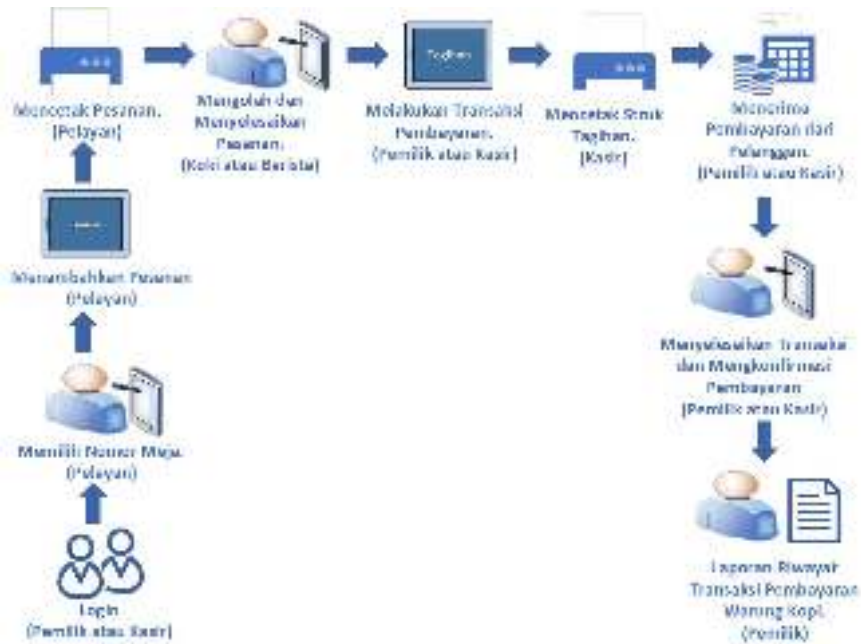 Login
(Pemilik atau Kasir)
Memilih Nomor Meja.
(Pelayan)
Menambahkan Pesanan
(Pelayan)
Mencetak Pesanan.
(Pelayan)
Mengolah dan
Menyelesaikan
Pesanan.
(Koki atau Barista)
Tagihan
Melakukan Transaksi
Pembayaran.
(Pemilik atau Kasir)
Mencetak Struk
Tagihan.
(Kasir)
Menerima
Pembayaran dari
Pelanggan.
(Pemilik atau Kasir)
Menyelesaikan Transaksi
dan Mengkonfirmasi
Pembayaran
(Pemilik atau Kasir)
Laporan Riwayat
Transaksi Pembayaran
Warung Kopi.
(Pemilik)